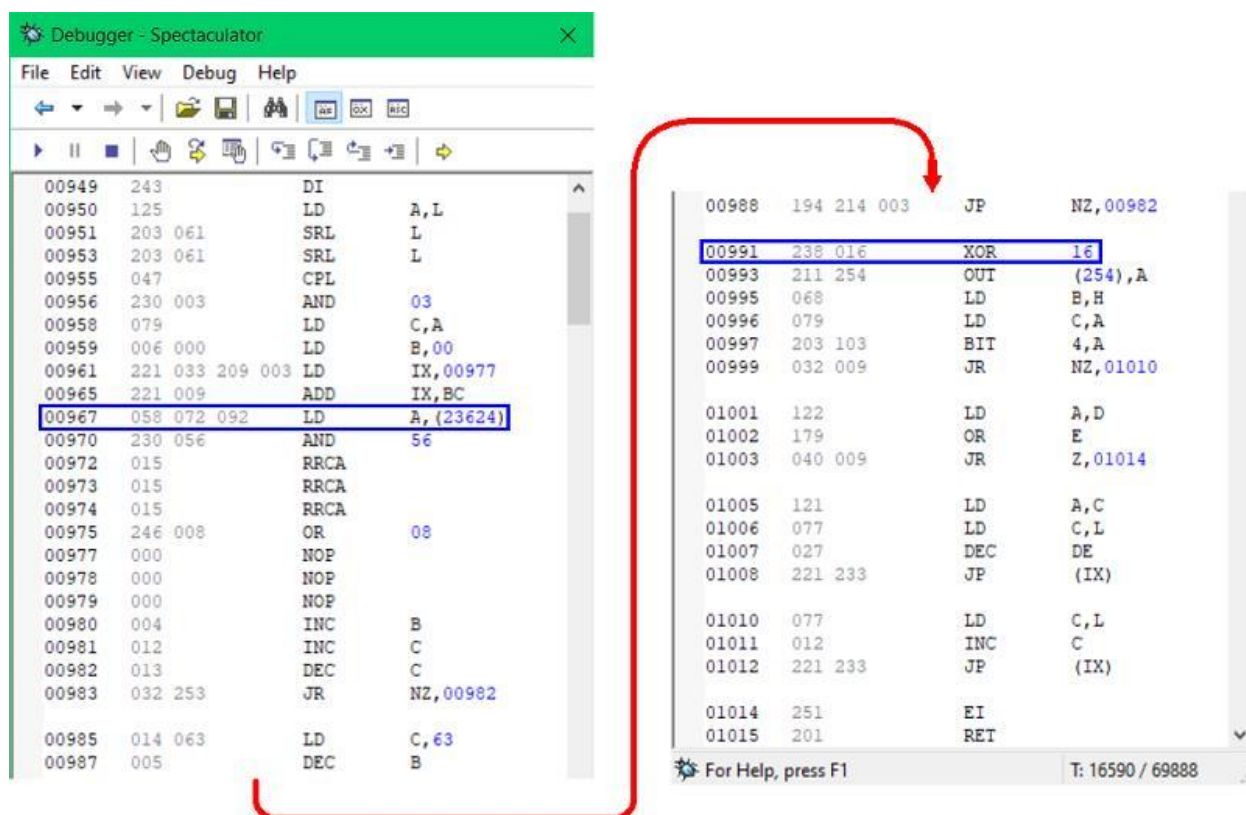 Debugger - Spectaculator
File Edit View Debug Help
00949 243 DI
00950 125 LD A,L
00951 203 061 SRL L
00953 203 061 SRL L
00955 047 CPL
00956 230 003 AND 03
00958 079 LD C,A
00959 006 000 LD B,00
00961 221 033 209 003 LD IX,00977
00965 221 009 ADD IX,BC
00967 058 072 092 LD A,(23624)
00970 230 056 AND 56
00972 015 RRCA
00973 015 RRCA
00974 015 RRCA
00975 246 008 OR 08
00977 000 NOP
00978 000 NOP
00979 000 NOP
00980 004 INC B
00981 012 INC C
00982 013 DEC C
00983 032 253 JR NZ,00982
00985 014 063 LD C,63
00987 005 DEC B
00988 194 214 003 JP NZ,00982
00991 238 016 XOR 16
00993 211 254 OUT (254),A
00995 068 LD B,H
00996 079 LD C,A
00997 203 103 BIT 4,A
00999 032 009 JR NZ,01010
01001 122 LD A,D
01002 179 OR E
01003 040 009 JR Z,01014
01005 121 LD A,C
01006 077 LD C,L
01007 027 DEC DE
01008 221 233 JP (IX)
01010 077 LD C,L
01011 012 INC C
01012 221 233 JP (IX)
01014 251 EI
01015 201 RET
For Help, press F1 T: 16590 / 69888